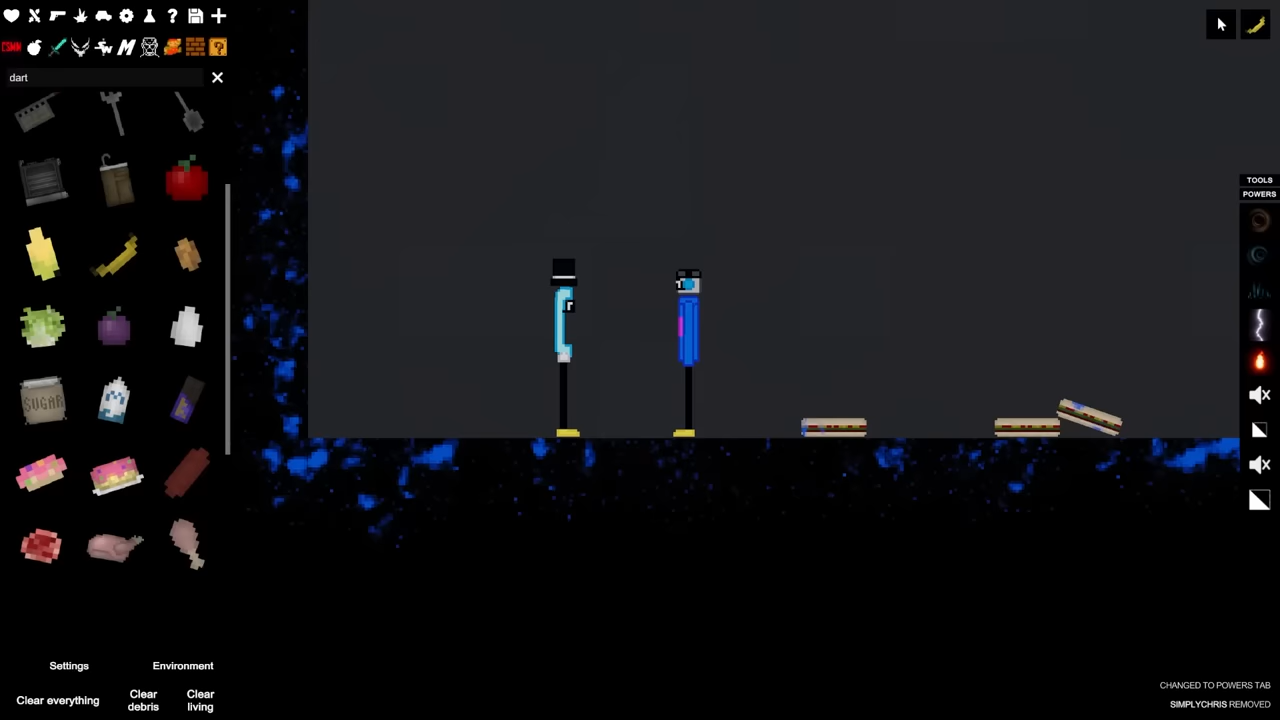 dart
TOOLS
POWERS
SUGAR
Settings
Environment
Clear everything
Clear debris
Clear living
CHANGED TO POWERS TAB
SIMPLYCHRIS REMOVED